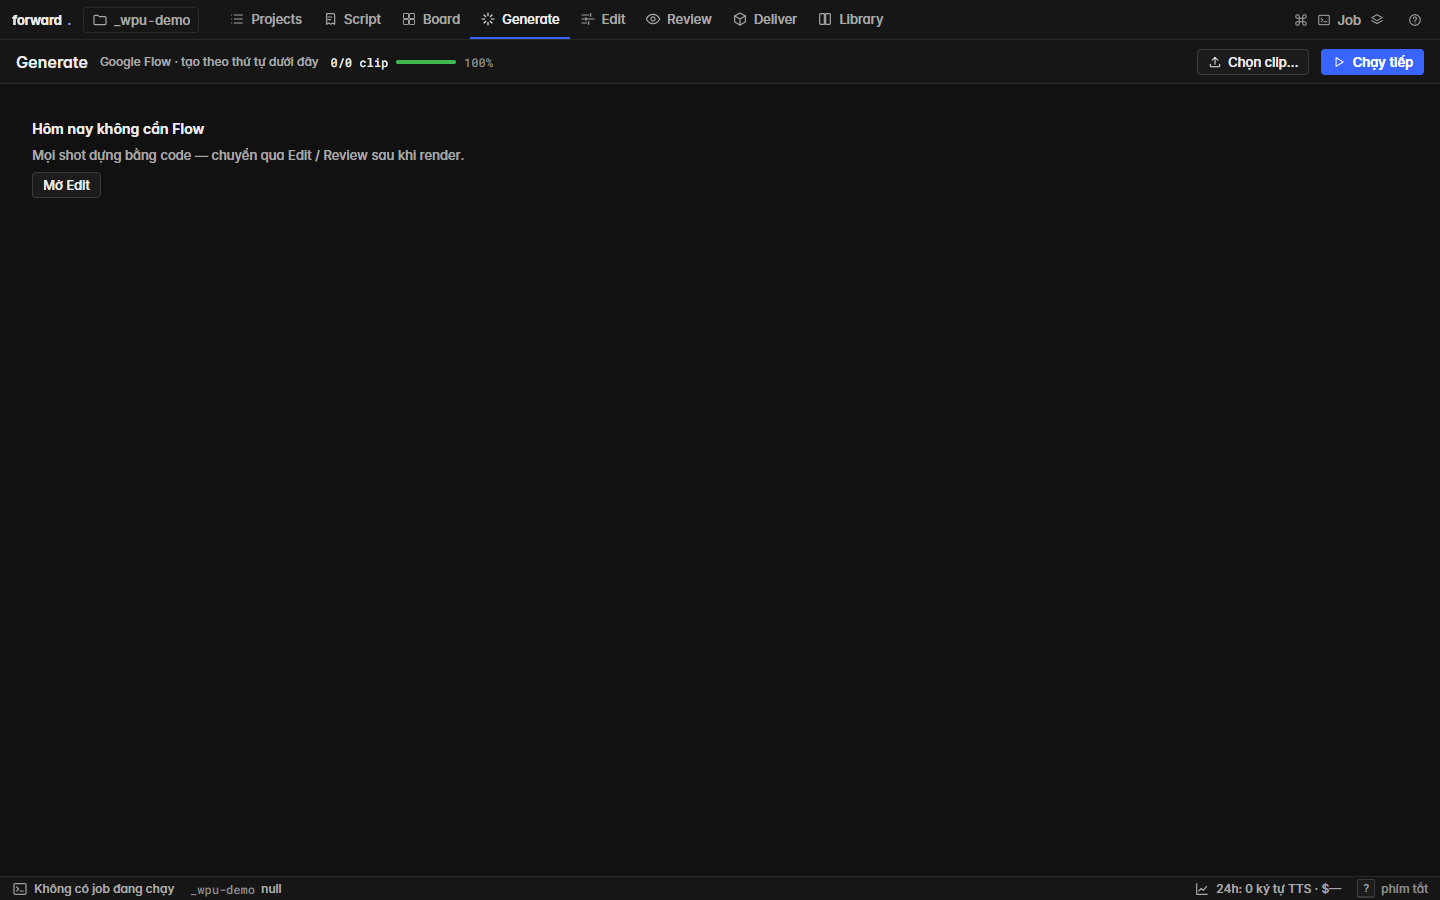 forward . _wpu-demo Projects Script Board Generate Edit Review Deliver Library Job
Generate Google Flow · tạo theo thứ tự dưới đây 0/0 clip 100% Chọn clip... Chạy tiếp
Hôm nay không cần Flow
Mọi shot dựng bằng code — chuyển qua Edit / Review sau khi render.
Mở Edit
Không có job đang chạy _wpu-demo null 24h: 0 ký tự TTS · $— ? phím tắt